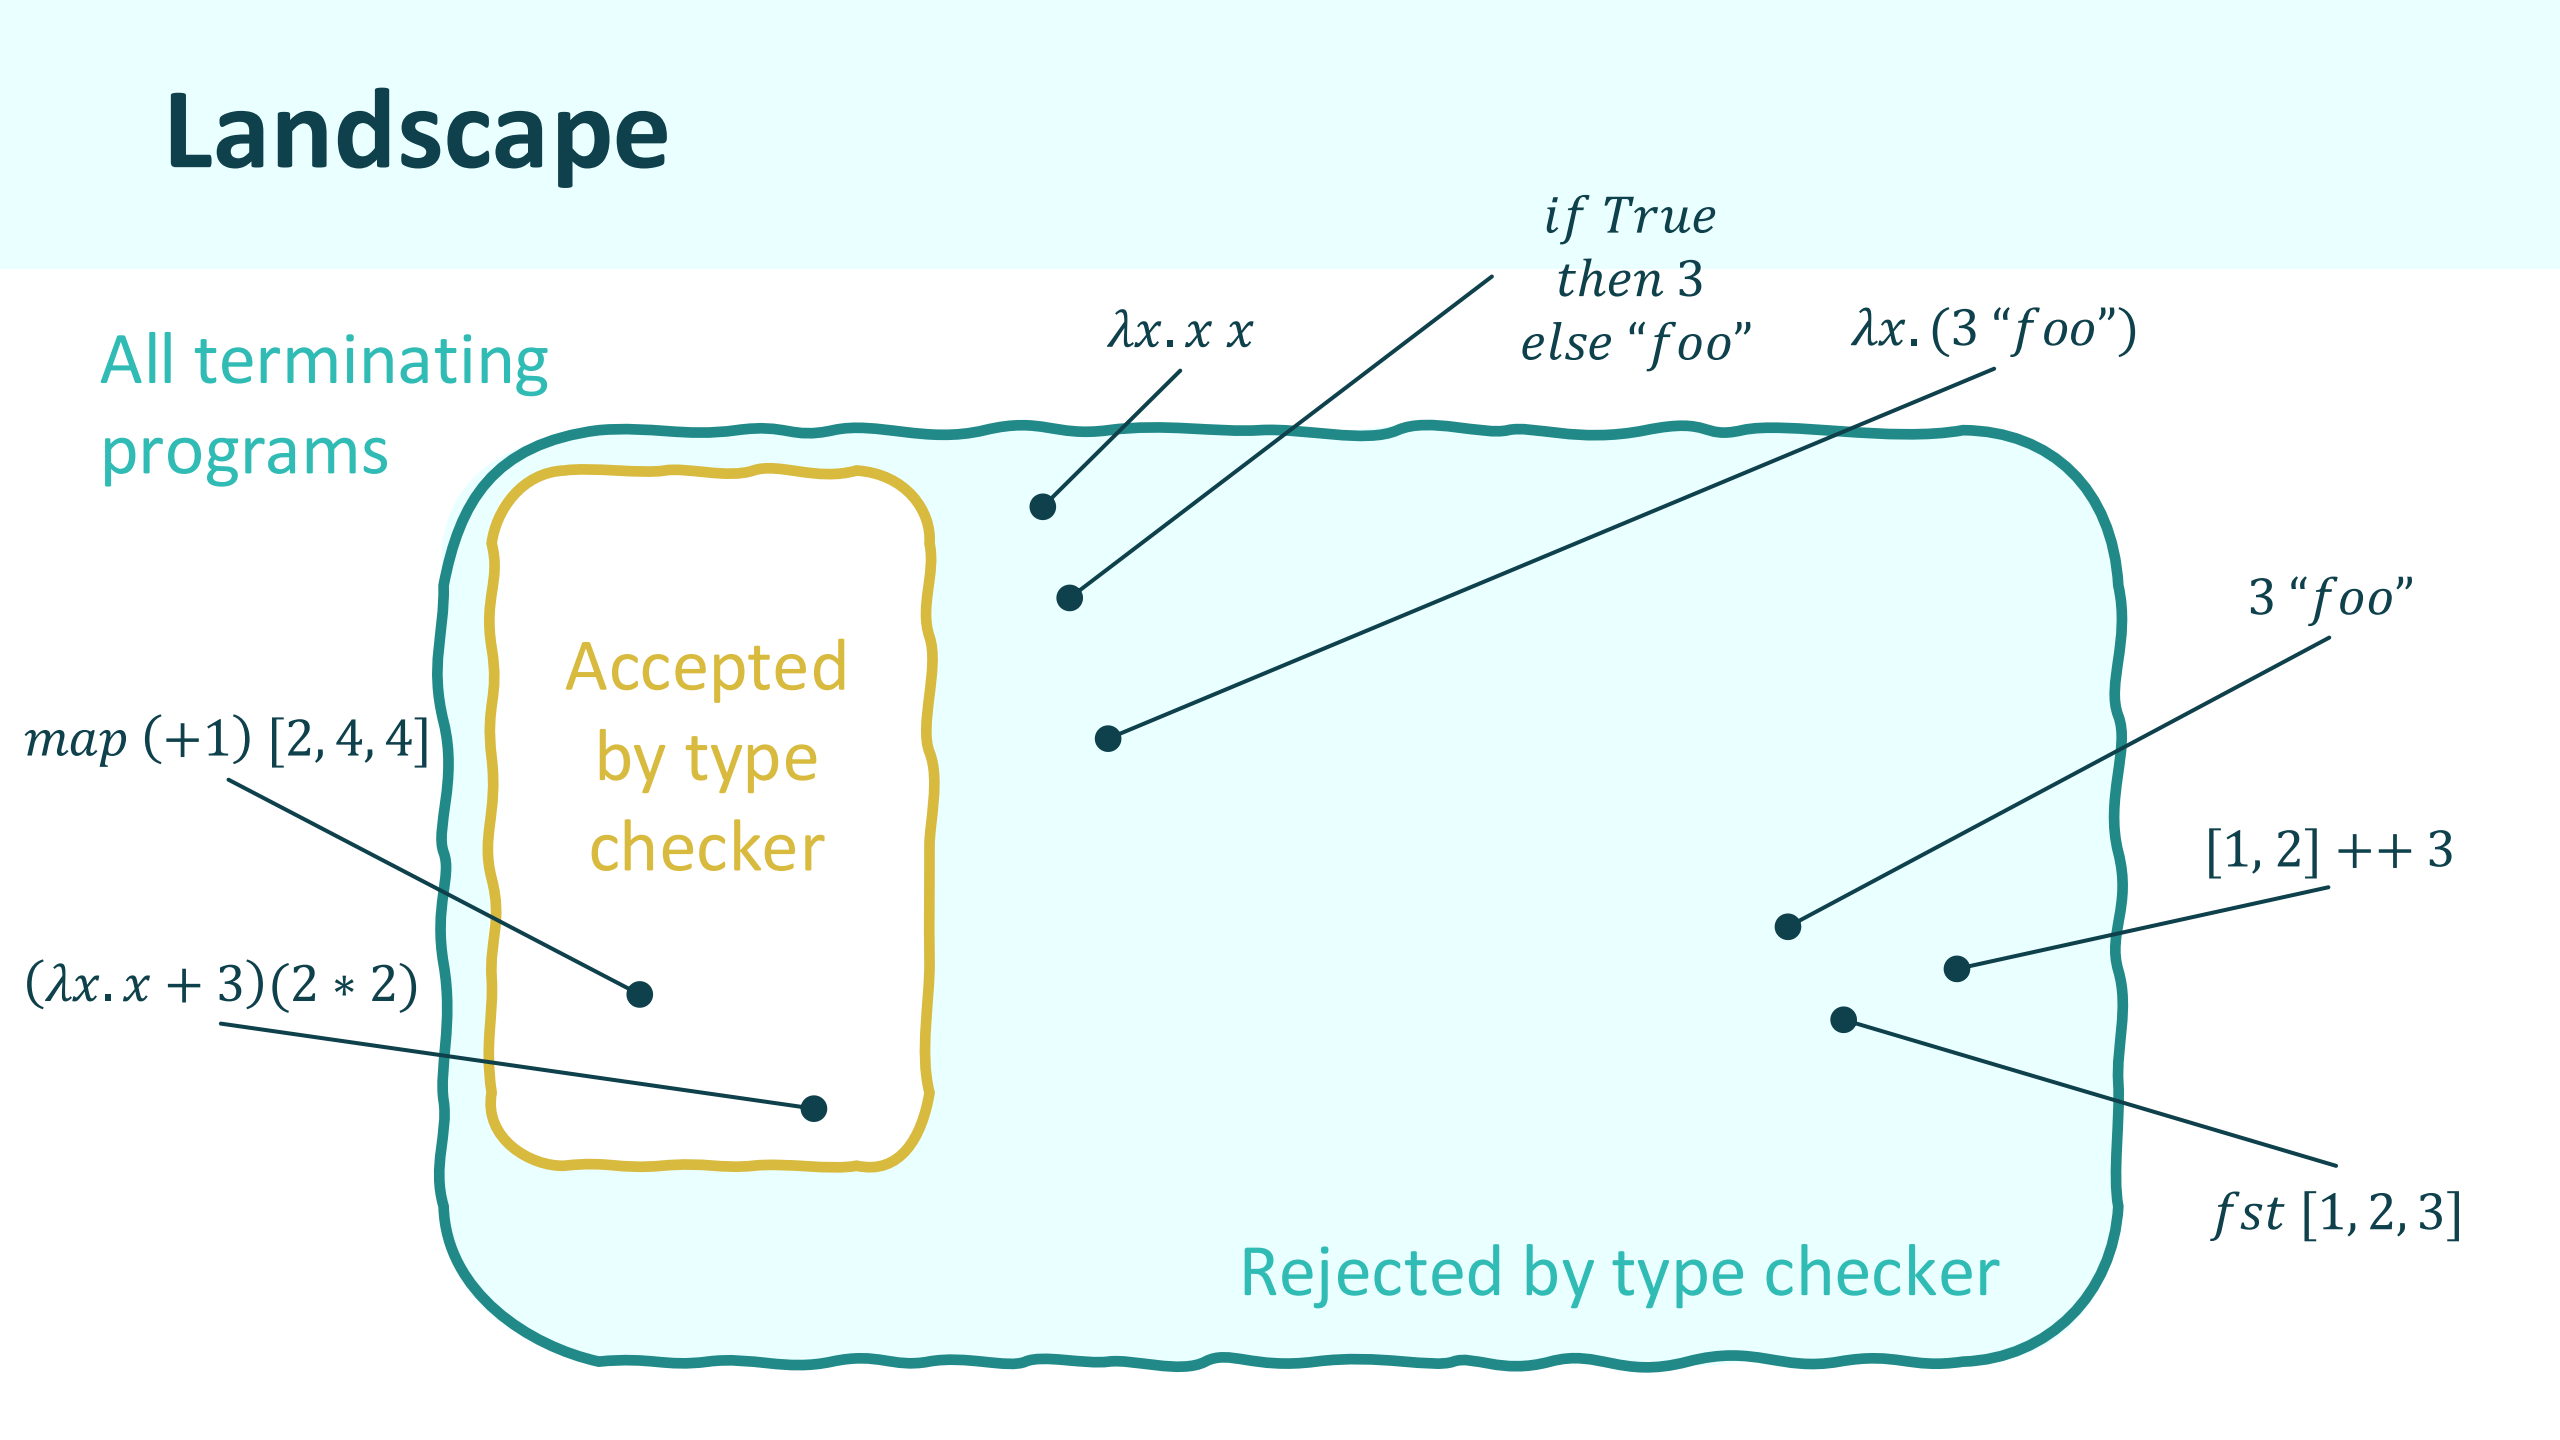 Landscape
All terminating
programs
λx. x x
if True
then 3
else “foo”
λx. (3 “foo”)
3 “foo”
Accepted
by type
checker
map (+1) [2, 4, 4]
[1, 2] ++ 3
(λx. x + 3)(2 ∗ 2)
fst [1, 2, 3]
Rejected by type checker